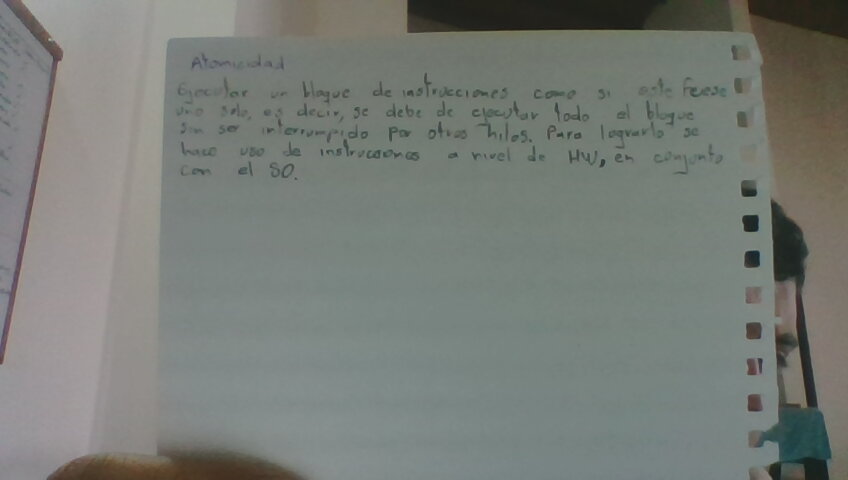 Atomicidad
Ejecutar un bloque de instrucciones como si este fuese
uno solo, es decir, se debe de ejecutar todo el bloque
sin ser interrumpido por otros hilos. Para lograrlo se
hace uso de instrucciones a nivel de HW, en conjunto
con el SO.